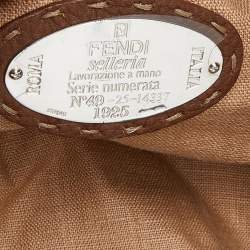 FENDI
selleria
Lavorazione a mano
Serie numerata
N°49-25-14337
1925
ROMA
ITALIA